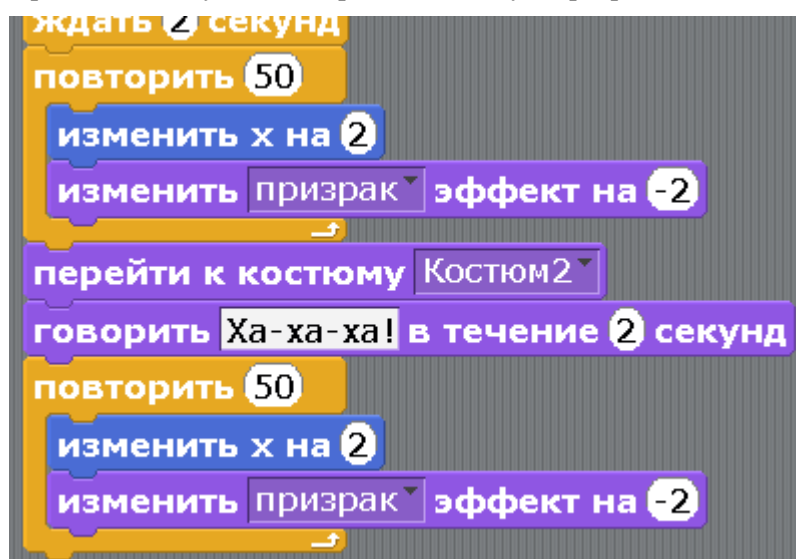 ждать 2 секунд
повторить 50
изменить х на 2
изменить призрак эффект на -2
перейти к костюму Костюм2
говорить Ха-ха-ха! в течение 2 секунд
повторить 50
изменить х на 2
изменить призрак эффект на -2